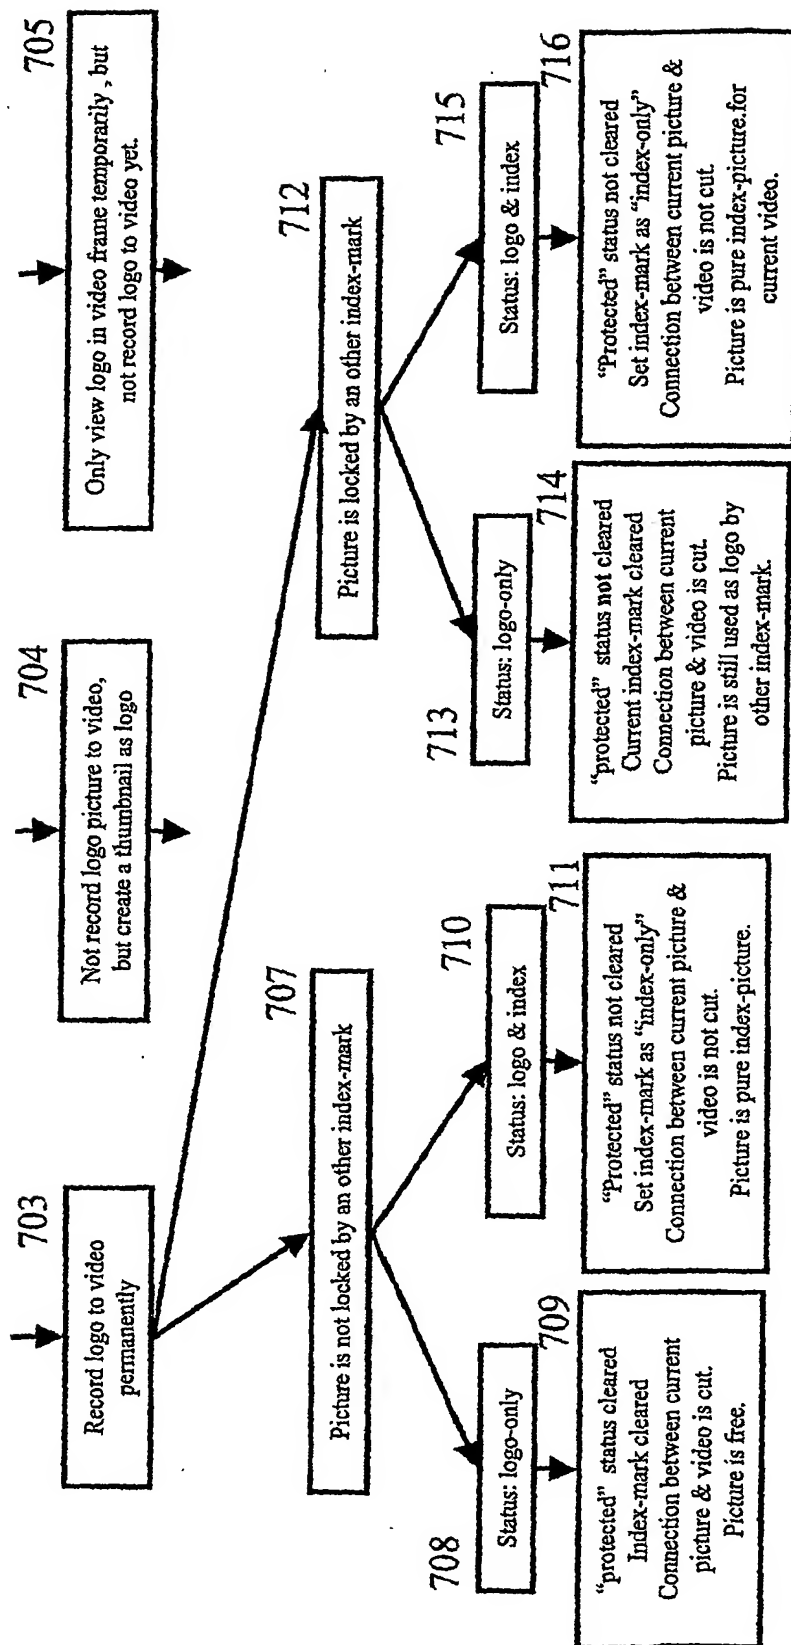 703
Record logo to video
permanently
704
Not record logo picture to video,
but create a thumbnail as logo
705
Only view logo in video frame temporarily , but
not record logo to video yet.
707
Picture is not locked by an other index-mark
712
Picture is locked by an other index-mark
708
Status: logo-only
710
Status: logo & index
713
Status: logo-only
715
Status: logo & index
709
"protected" status cleared
Index-mark cleared
Connection between current
picture & video is cut.
Picture is free.
711
"Protected" status not cleared
Set index-mark as "index-only"
Connection between current picture &
video is not cut.
Picture is pure index-picture.
714
"protected" status not cleared
Current index-mark cleared
Connection between current
picture & video is cut.
Picture is still used as logo by
other index-mark.
716
"Protected" status not cleared
Set index-mark as "index-only"
Connection between current picture &
video is not cut.
Picture is pure index-picture.for
current video.